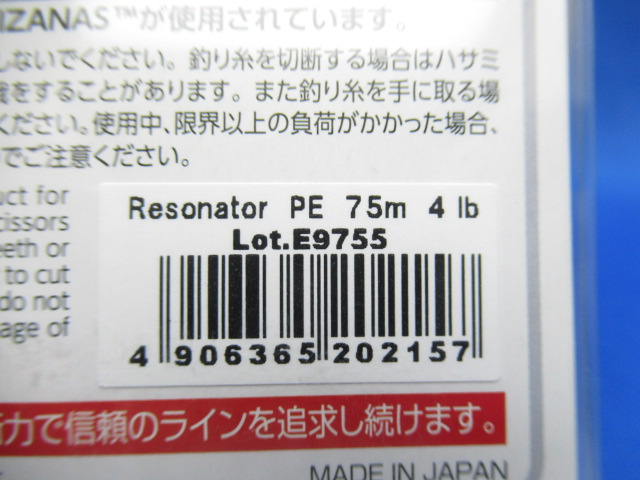 IZANAS™が使用されています。
しないでください。釣り糸を切断する場合はハサミ
をすることがあります。また釣り糸を手に取る場
ください。使用中、限界以上の負荷がかかった場合、
でご注意ください。
uct for
cissors
eeth or
to cut
do not
age of
Resonator PE 75m 4 lb
Lot.E9755
4 906365 202157
力で信頼のラインを追求し続けます。
MADE IN JAPAN